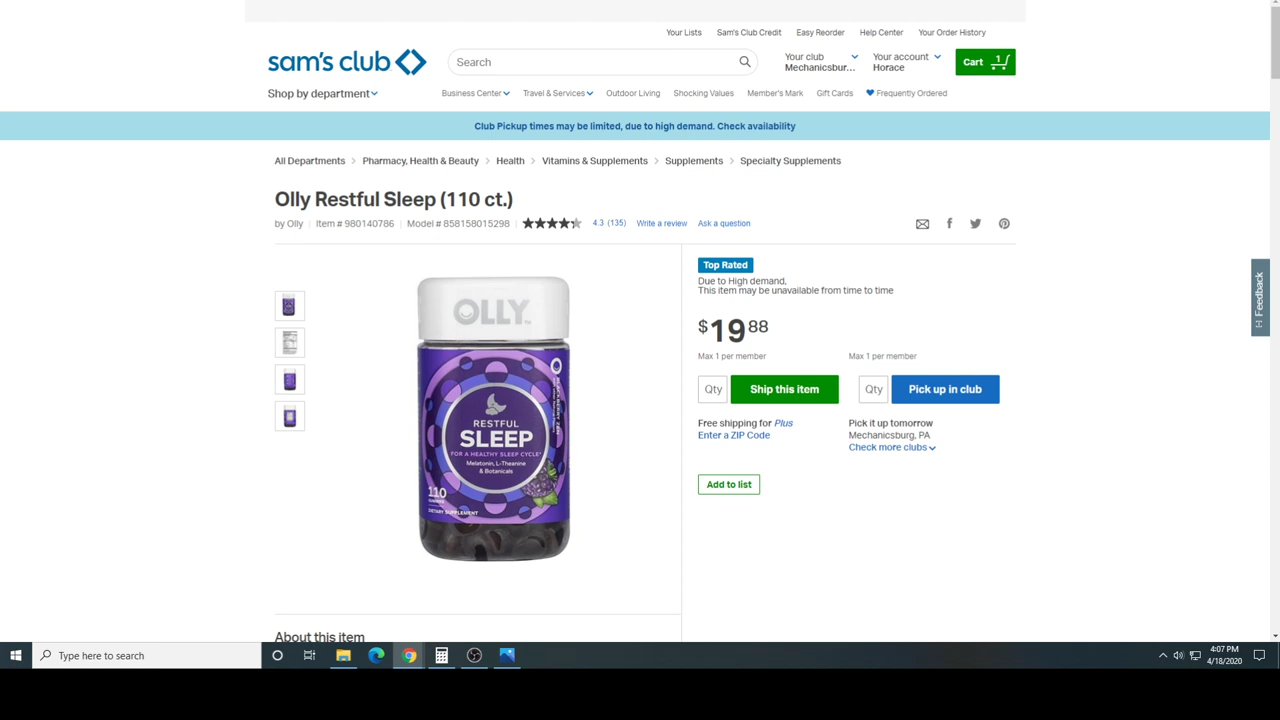 Your Lists
Sam's Club Credit
Easy Reorder
Help Center
Your Order History
sam's club
Search
Your club
Mechanicsbur...
Your account
Horace
Cart 1
Shop by department
Business Center
Travel & Services
Outdoor Living
Shocking Values
Member's Mark
Gift Cards
Frequently Ordered
Club Pickup times may be limited, due to high demand. Check availability
All Departments > Pharmacy, Health & Beauty > Health > Vitamins & Supplements > Supplements > Specialty Supplements
Olly Restful Sleep (110 ct.)
by Olly | Item # 980140786 | Model # 858158015298 | 4.3 (135) Write a review Ask a question
OLLY
RESTFUL
SLEEP
FOR A HEALTHY SLEEP CYCLE*
Melatonin, L-Theanine
& Botanicals
BLACKBERRY ZEN
110
GUMMIES
DIETARY SUPPLEMENT
Top Rated
Due to High demand,
This item may be unavailable from time to time
$19 88
Max 1 per member
Qty
Ship this item
Free shipping for Plus
Enter a ZIP Code
Max 1 per member
Qty
Pick up in club
Pick it up tomorrow
Mechanicsburg, PA
Check more clubs
Add to list
Feedback
About this item
Type here to search
4:07 PM
4/18/2020